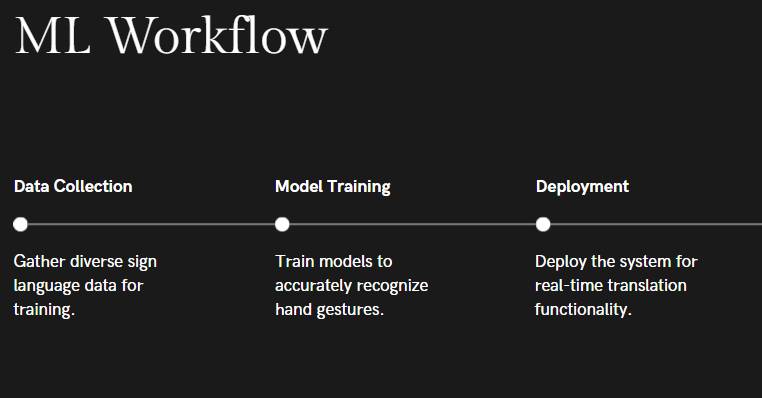 ML Workflow
Data Collection
Gather diverse sign
language data for
training.
Model Training
Train models to
accurately recognize
hand gestures.
Deployment
Deploy the system for
real-time translation
functionality.